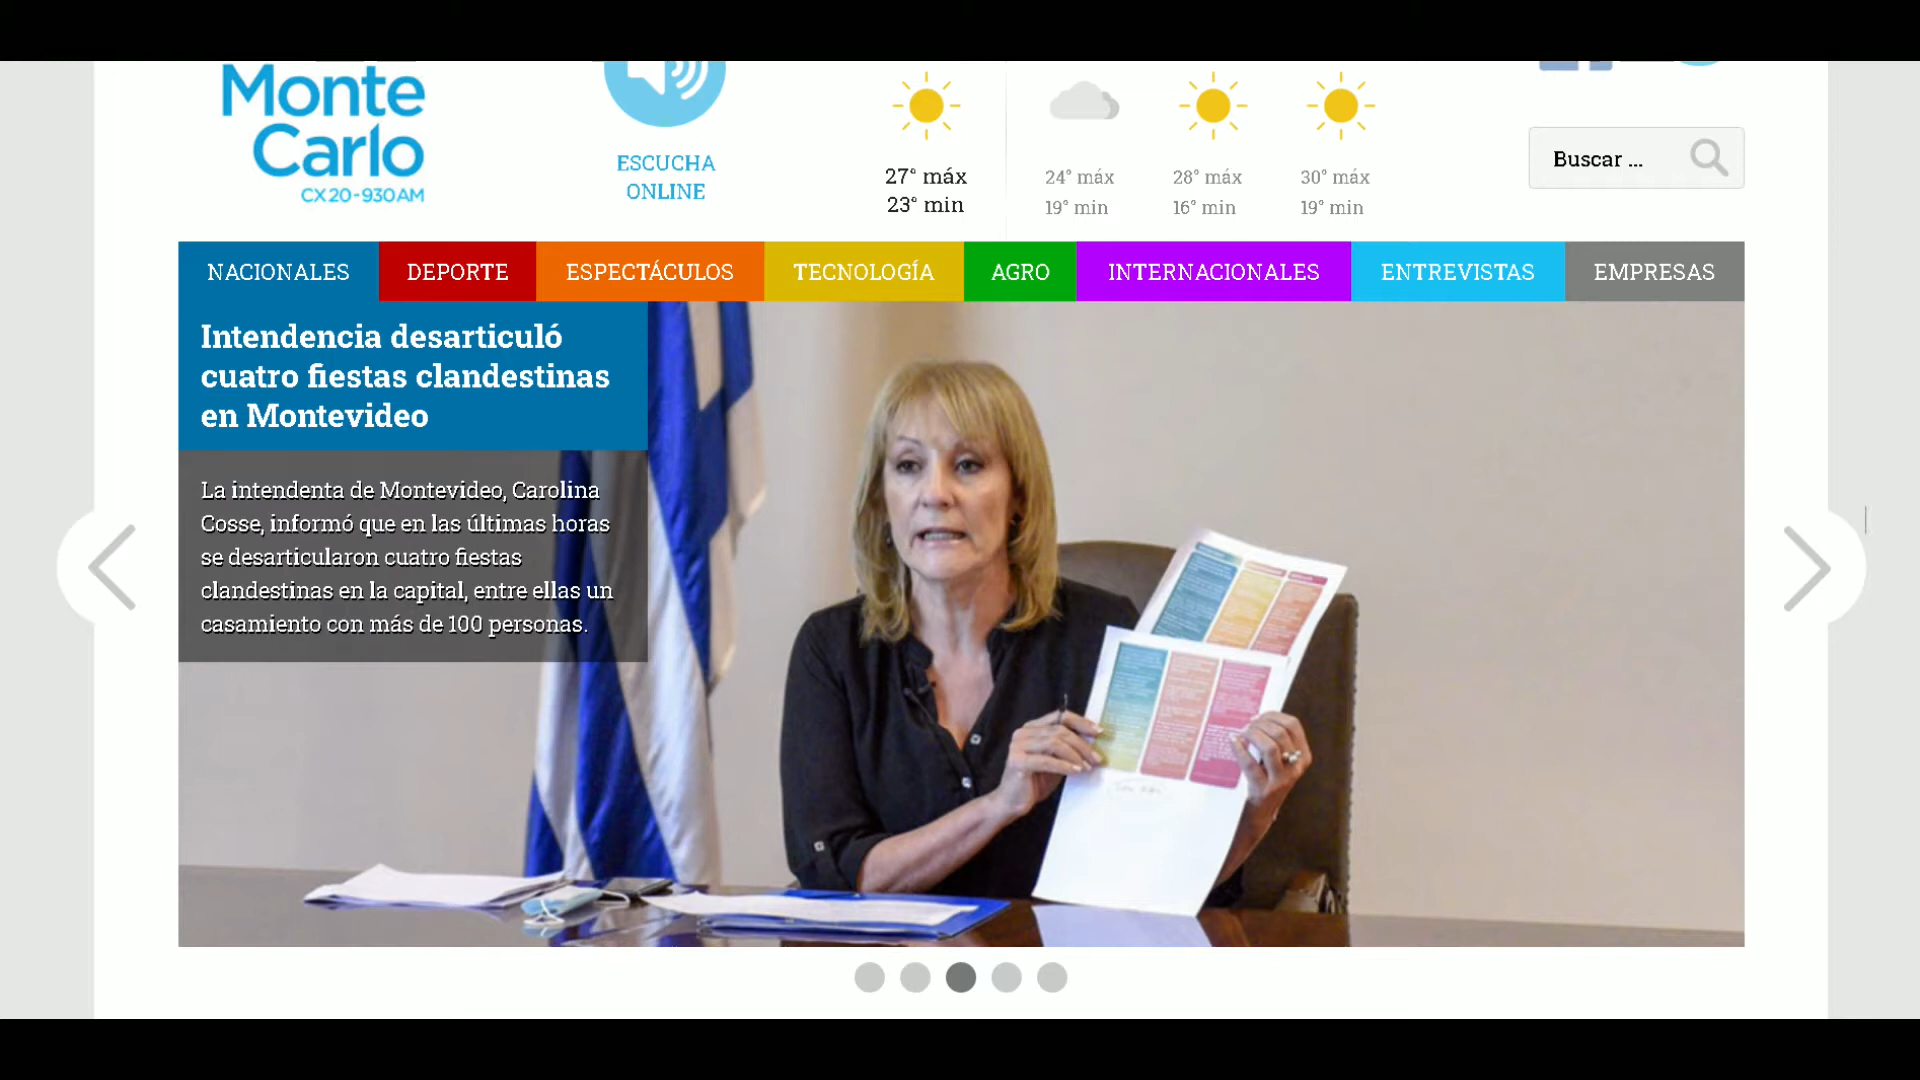 Monte
Carlo
CX20-930AM
ESCUCHA
ONLINE
27° máx
23° min
24° máx
19° min
28° máx
16° min
30° máx
19° min
Buscar ...
NACIONALES
DEPORTE
ESPECTÁCULOS
TECNOLOGÍA
AGRO
INTERNACIONALES
ENTREVISTAS
EMPRESAS
Intendencia desarticuló
cuatro fiestas clandestinas
en Montevideo
La intendenta de Montevideo, Carolina
Cosse, informó que en las últimas horas
se desarticularon cuatro fiestas
clandestinas en la capital, entre ellas un
casamiento con más de 100 personas.